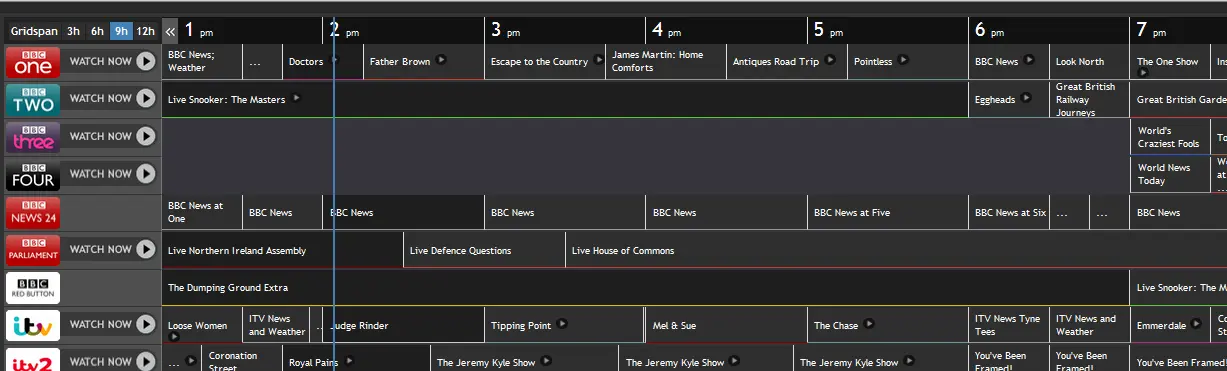 Gridspan 3h 6h 9h 12h « 1 pm 2 pm 3 pm 4 pm 5 pm 6 pm 7 pm
BBC one WATCH NOW
BBC News;
Weather
...
Doctors
Father Brown
Escape to the Country
James Martin: Home
Comforts
Antiques Road Trip
Pointless
BBC News
Look North
The One Show
Ins
BBC TWO WATCH NOW
Live Snooker: The Masters
Eggheads
Great British
Railway
Journeys
Great British Garde
BBC three WATCH NOW
World's
Craziest Fools
To
BBC FOUR WATCH NOW
World News
Today
Wo
at
...
BBC NEWS 24
BBC News at
One
BBC News
BBC News
BBC News
BBC News
BBC News at Five
BBC News at Six
...
...
BBC News
BBC PARLIAMENT WATCH NOW
Live Northern Ireland Assembly
Live Defence Questions
Live House of Commons
BBC RED BUTTON
The Dumping Ground Extra
Live Snooker: The M
itv WATCH NOW
Loose Women
ITV News
and Weather
..
Judge Rinder
Tipping Point
Mel & Sue
The Chase
ITV News Tyne
Tees
ITV News and
Weather
Emmerdale
Co
St
itv2 WATCH NOW
...
Coronation
Street
Royal Pains
The Jeremy Kyle Show
The Jeremy Kyle Show
The Jeremy Kyle Show
You've Been
Framed!
You've Been
Framed!
You've Been Framed!